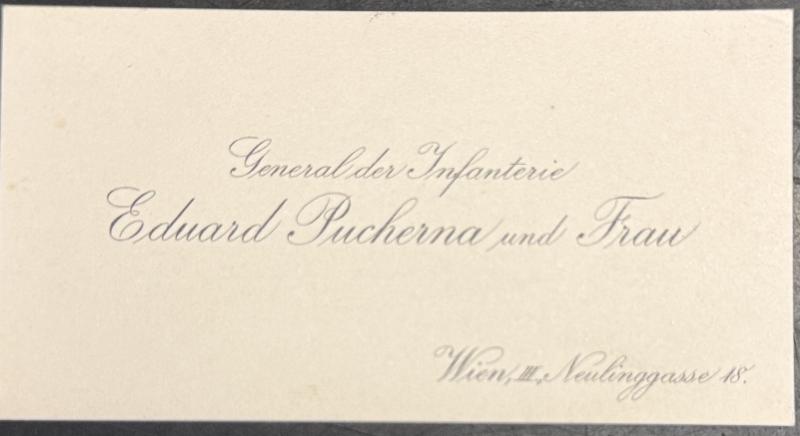 General der Infanterie
Eduard Pucherna und Frau
Wien, III., Neulinggasse 18.